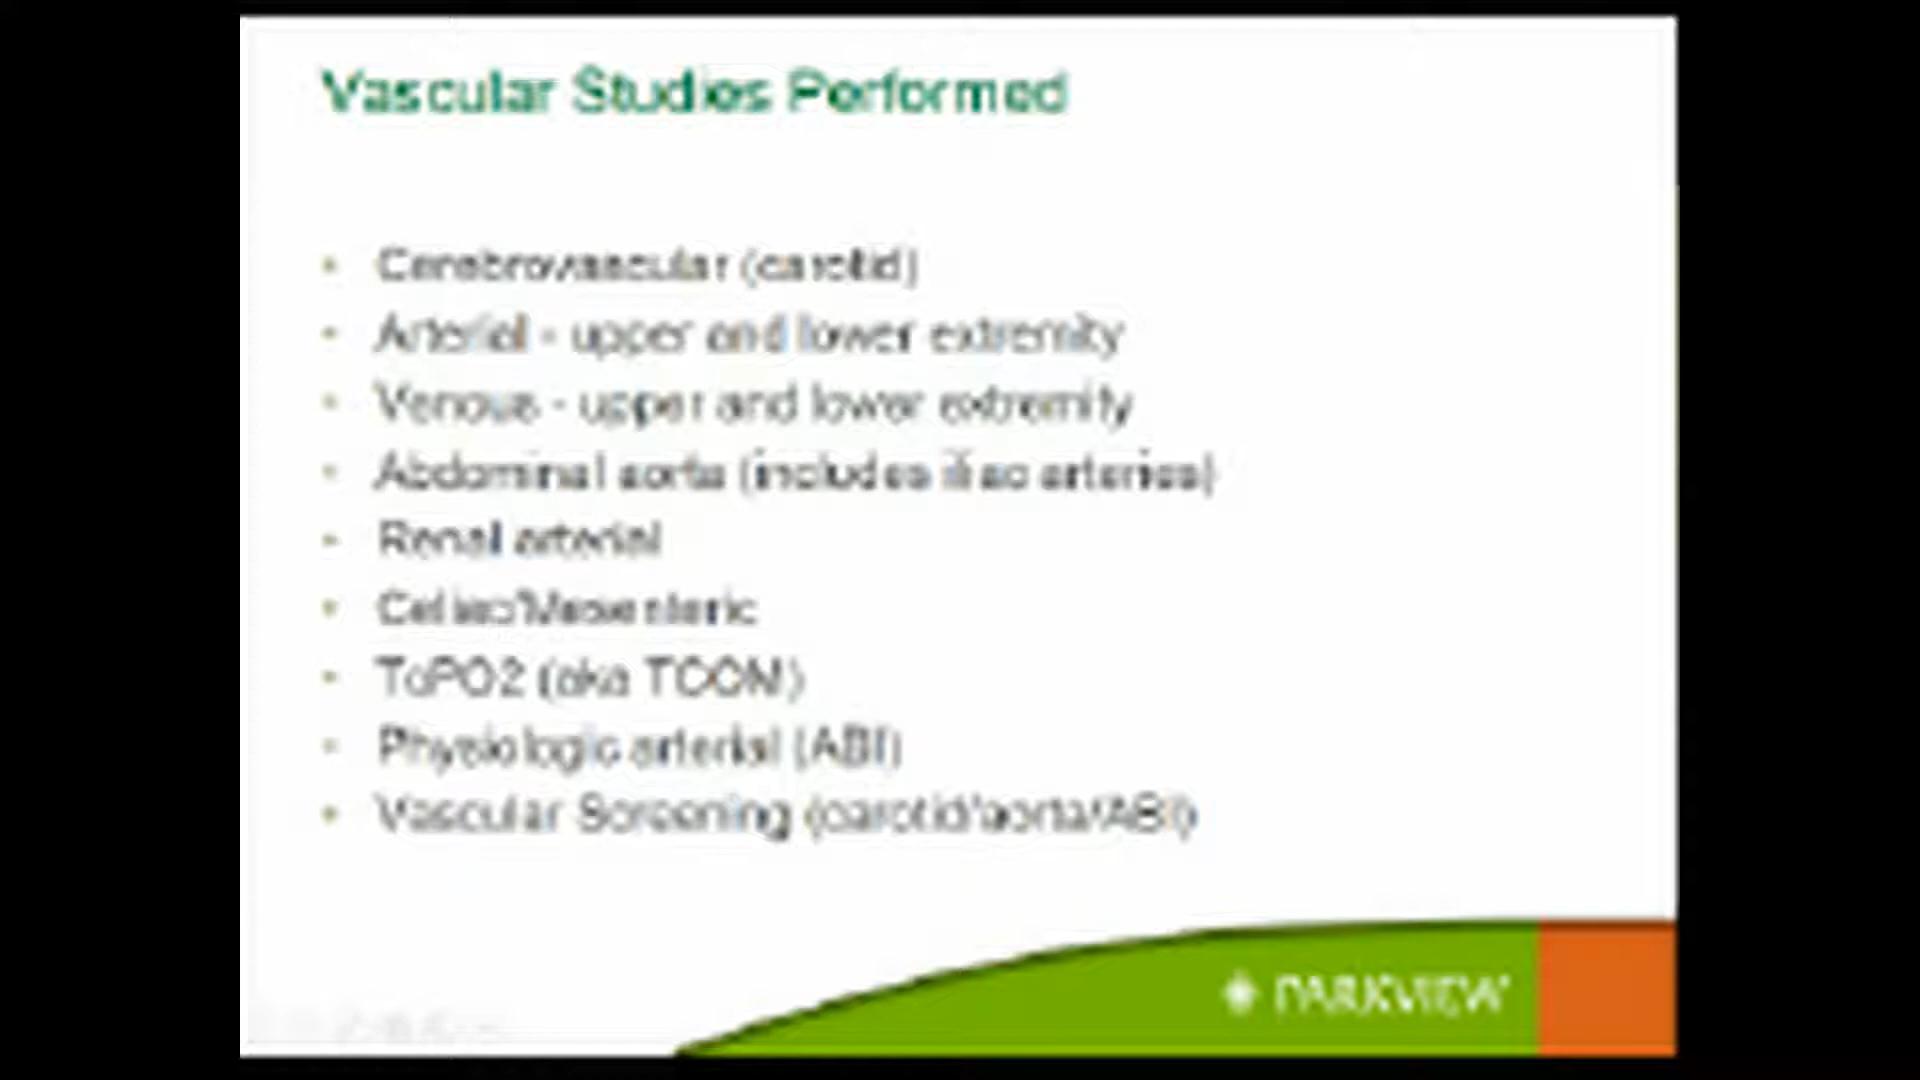 Vascular Studies Performed
• Cerebrovascular (carotid)
• Arterial - upper and lower extremity
• Venous - upper and lower extremity
• Abdominal aorta (includes iliac arteries)
• Renal arterial
• Celiac/Mesenteric
• TcPO2 (aka TCOM)
• Physiologic arterial (ABI)
• Vascular Screening (carotid/aorta/ABI)
PARKVIEW